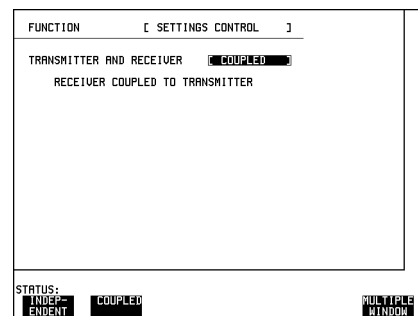 FUNCTION [ SETTINGS CONTROL ]
TRANSMITTER AND RECEIVER [ COUPLED ]
RECEIVER COUPLED TO TRANSMITTER
STATUS:
INDEP-
ENDENT
COUPLED
MULTIPLE
WINDOW